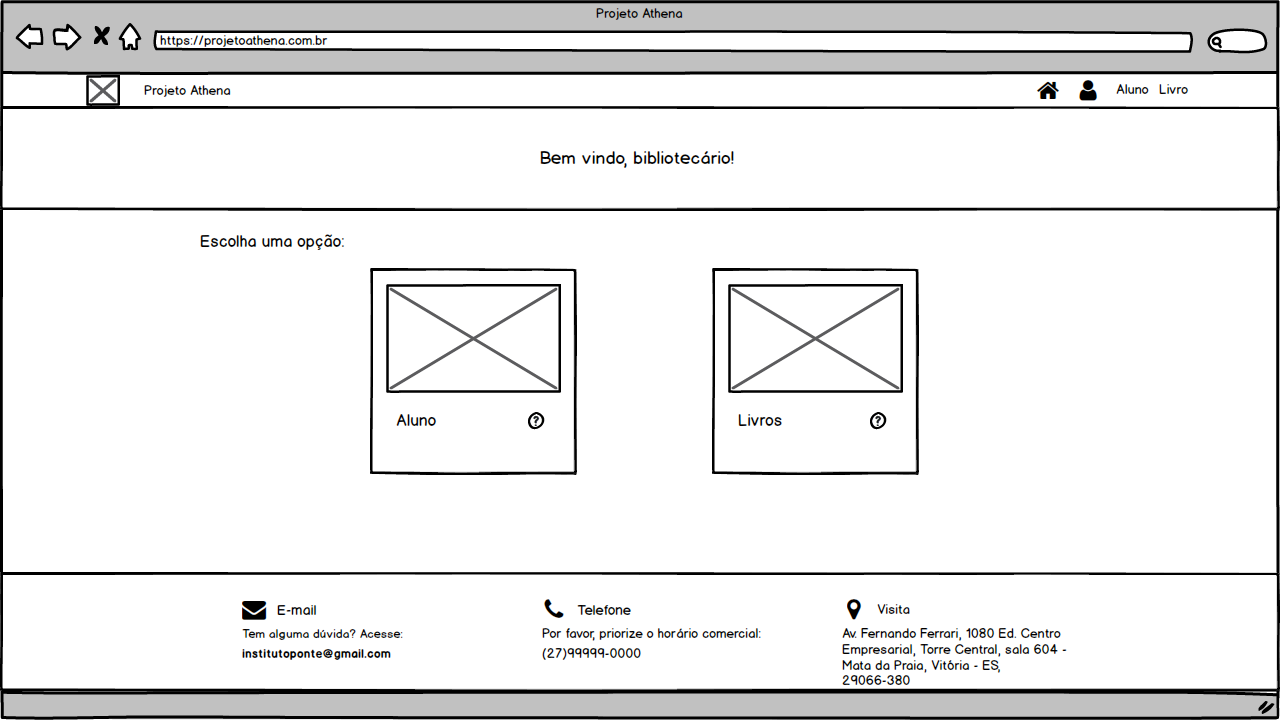 Projeto Athena
https://projetoathena.com.br
Projeto Athena
Aluno Livro
Bem vindo, bibliotecário!
Escolha uma opção:
Aluno ?
Livros ?
E-mail
Tem alguma dúvida? Acesse:
institutoponte@gmail.com
Telefone
Por favor, priorize o horário comercial:
(27)99999-0000
Visita
Av. Fernando Ferrari, 1080 Ed. Centro
Empresarial, Torre Central, sala 604 -
Mata da Praia, Vitória - ES,
29066-380